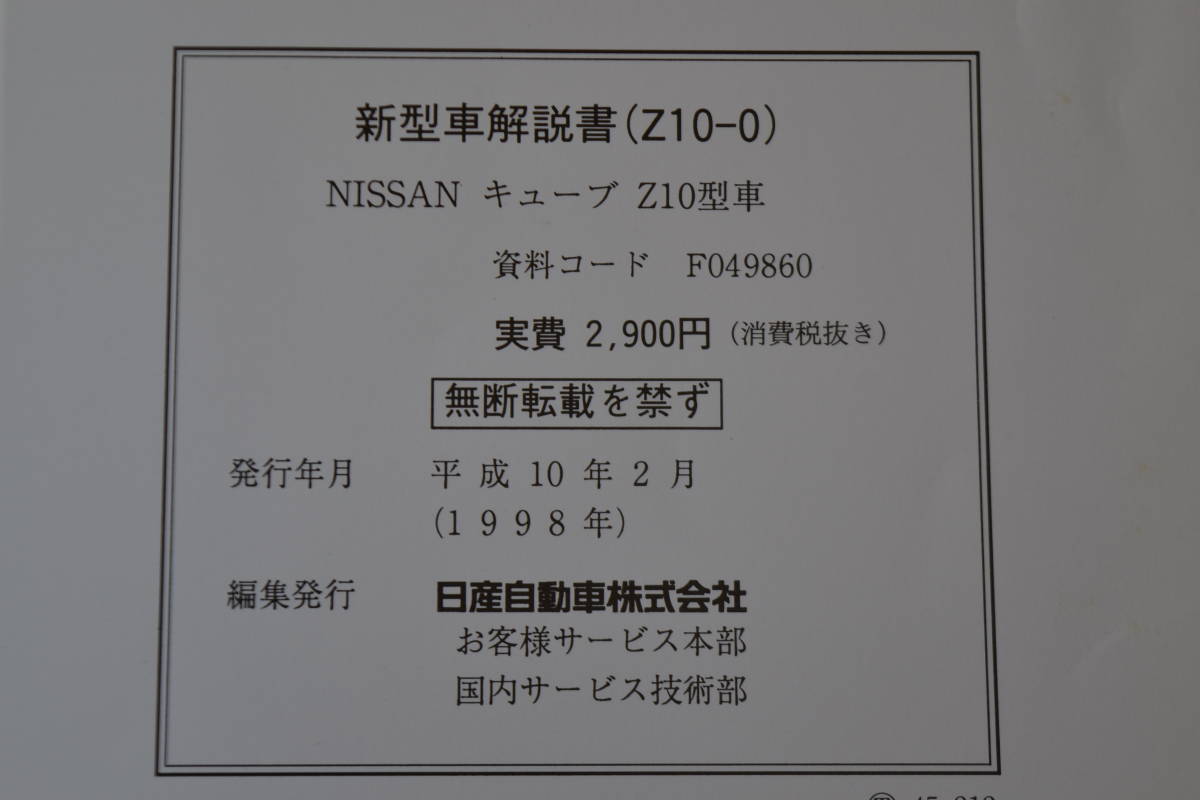 新型車解説書(Z10-0)
NISSAN キューブ Z10型車
資料コード F049860
実費 2,900円 (消費税抜き)
無断転載を禁ず
発行年月 平成10年2月
(1998年)
編集発行 日産自動車株式会社
お客様サービス本部
国内サービス技術部